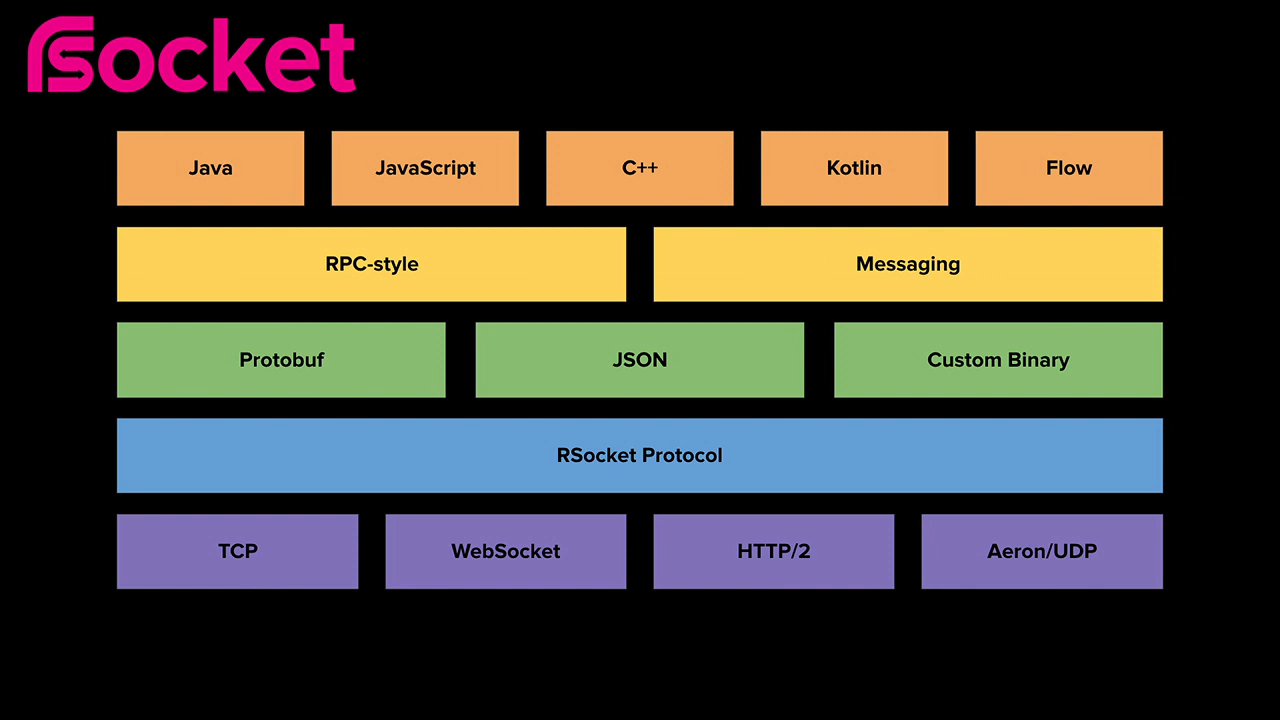 RSocket
Java
JavaScript
C++
Kotlin
Flow
RPC-style
Messaging
Protobuf
JSON
Custom Binary
RSocket Protocol
TCP
WebSocket
HTTP/2
Aeron/UDP